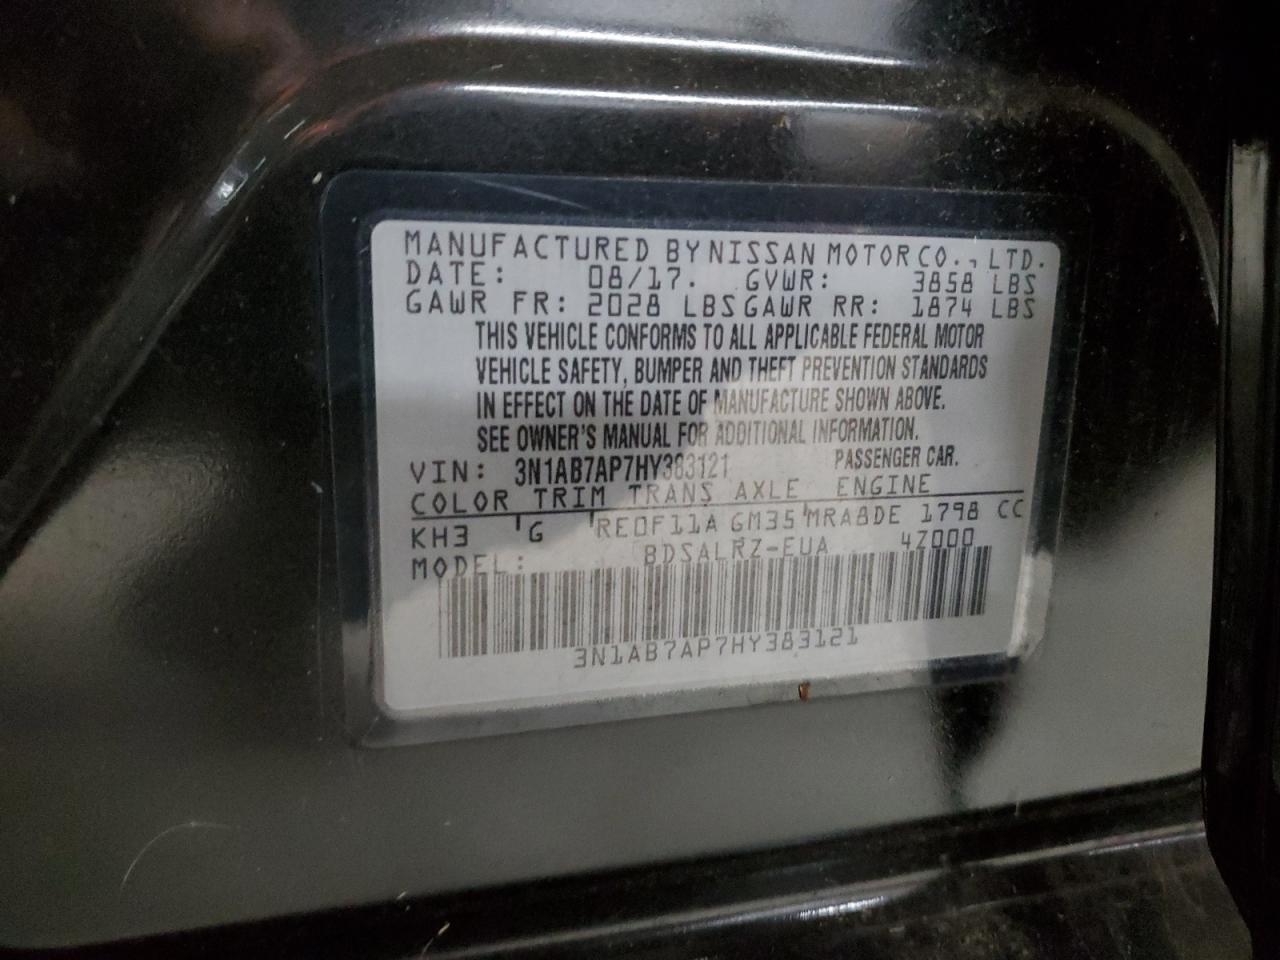 MANUFACTURED BY NISSAN MOTOR CO., LTD.
DATE: 08/17. GVWR: 3858 LBS
GAWR FR: 2028 LBS GAWR RR: 1874 LBS
THIS VEHICLE CONFORMS TO ALL APPLICABLE FEDERAL MOTOR
VEHICLE SAFETY, BUMPER AND THEFT PREVENTION STANDARDS
IN EFFECT ON THE DATE OF MANUFACTURE SHOWN ABOVE.
SEE OWNER'S MANUAL FOR ADDITIONAL INFORMATION.
VIN: 3N1AB7AP7HY383121 PASSENGER CAR.
COLOR TRIM TRANS AXLE ENGINE
KH3 G RE0F11A GM35 MRA8DE 1798 CC
MODEL: BDSALRZ-EUA 4Z000
3N1AB7AP7HY383121